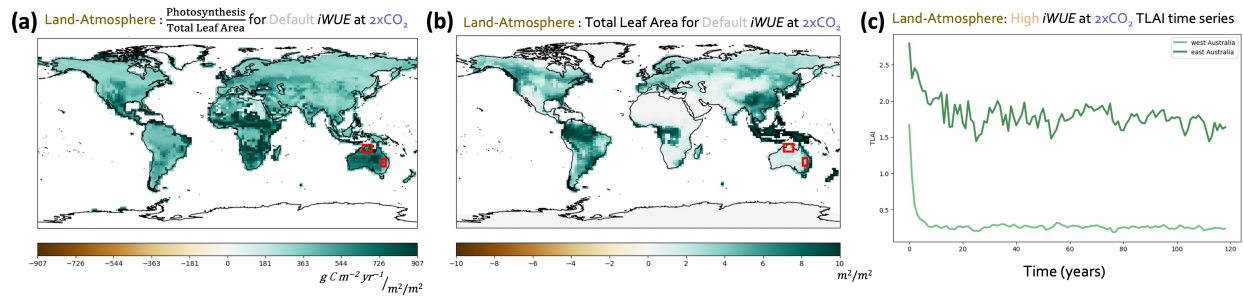 (a) Land-Atmosphere : Photosynthesis / Total Leaf Area for Default iWUE at 2xCO₂
−907 −726 −544 −363 −181 0 181 363 544 726 907
g C m⁻² yr⁻¹ / m²/m²
(b) Land-Atmosphere : Total Leaf Area for Default iWUE at 2xCO₂
−10 −8 −6 −4 −2 0 2 4 6 8 10
m²/m²
(c) Land-Atmosphere: High iWUE at 2xCO₂ TLAI time series
west Australia
east Australia
2.5
2.0
1.5
1.0
0.5
TLAI
0 20 40 60 80 100 120
Time (years)